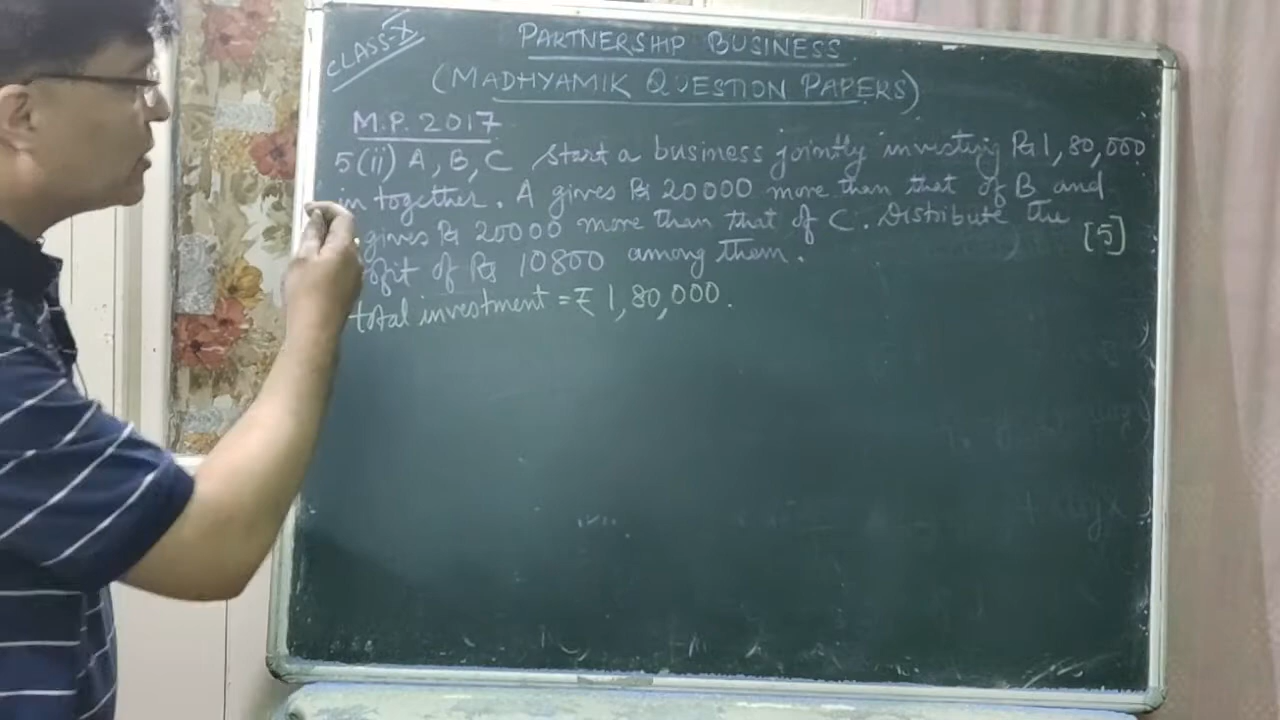 CLASS-X
PARTNERSHIP BUSINESS
(MADHYAMIK QUESTION PAPERS)
M.P. 2017
5(ii) A, B, C start a business jointly investing Rs 1,80,000
in together. A gives Rs 20000 more than that of B and
gives Rs 20000 more than that of C. Distribute the
of Rs 10800 among them.
[5]
total investment = ₹ 1,80,000.